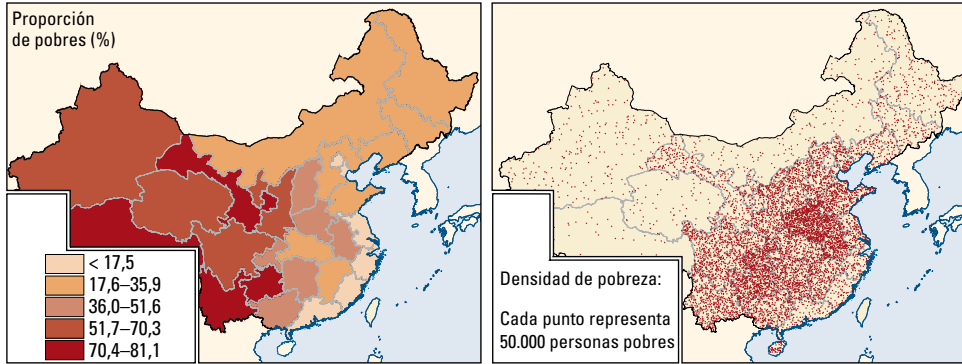 Proporción
de pobres (%)
< 17,5
17,6–35,9
36,0–51,6
51,7–70,3
70,4–81,1
Densidad de pobreza:
Cada punto representa
50.000 personas pobres